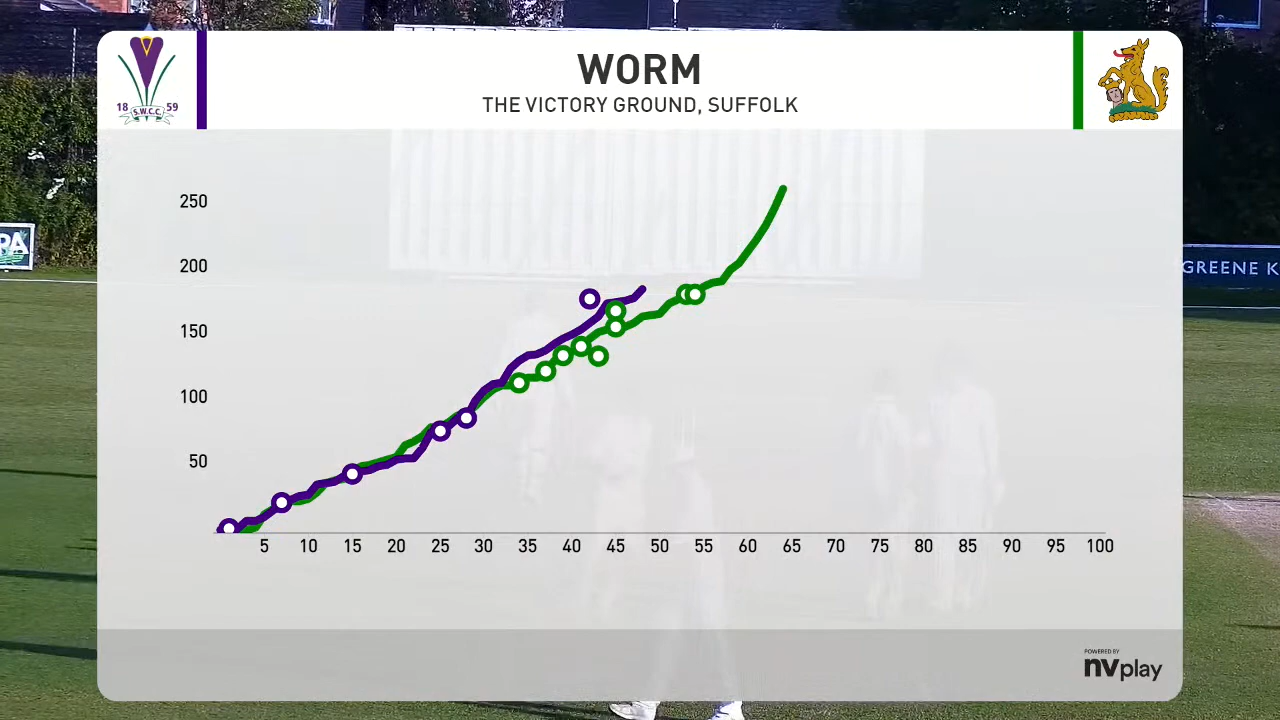 WORM
THE VICTORY GROUND, SUFFOLK
18 59
S.W.C.C.
250
200
150
100
50
5 10 15 20 25 30 35 40 45 50 55 60 65 70 75 80 85 90 95 100
GREENE K
RA
POWERED BY
nvplay